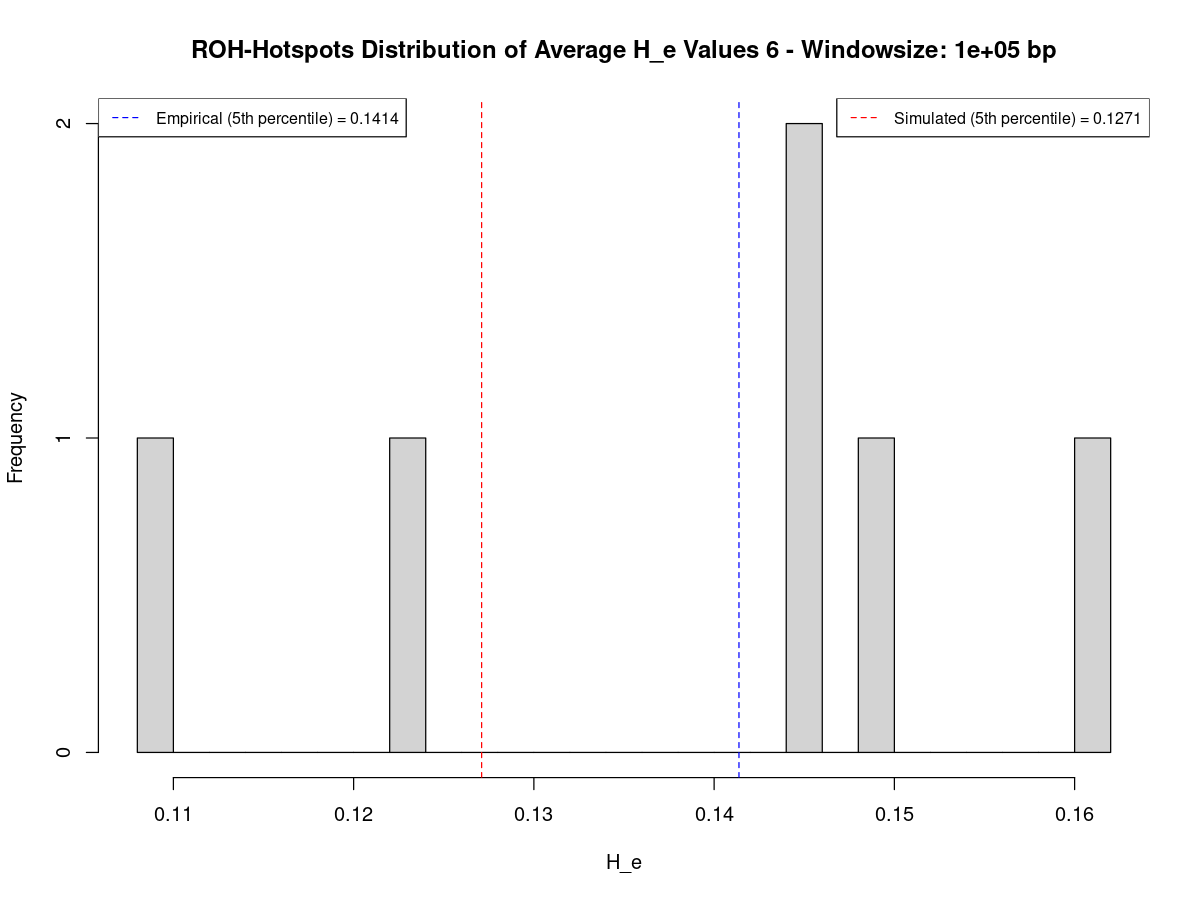 ROH-Hotspots Distribution of Average H_e Values 6 - Windowsize: 1e+05 bp
Empirical (5th percentile) = 0.1414
Simulated (5th percentile) = 0.1271
2
1
0
Frequency
0.11 0.12 0.13 0.14 0.15 0.16
H_e